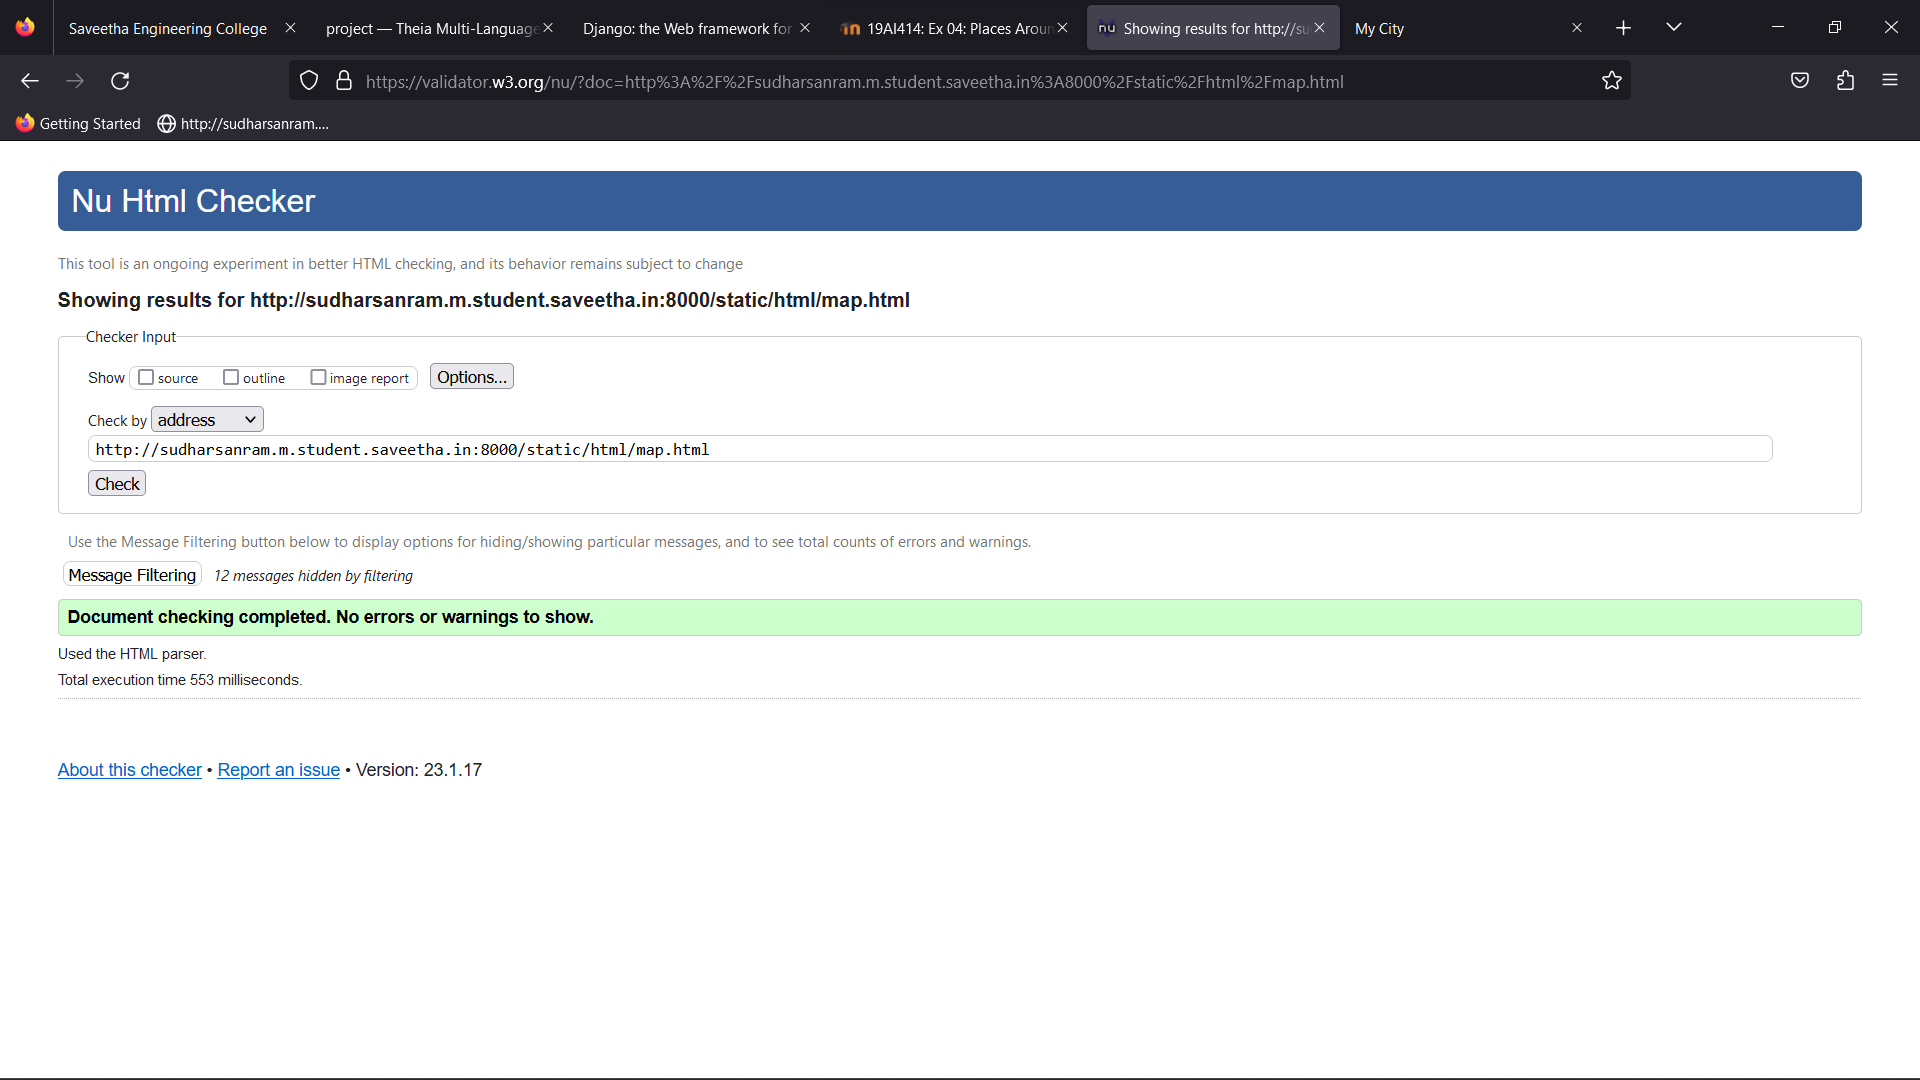 Saveetha Engineering College
project — Theia Multi-Language
Django: the Web framework for
19AI414: Ex 04: Places Aroun
nu Showing results for http://su
My City
https://validator.w3.org/nu/?doc=http%3A%2F%2Fsudharsanram.m.student.saveetha.in%3A8000%2Fstatic%2Fhtml%2Fmap.html
Getting Started
http://sudharsanram....
Nu Html Checker
This tool is an ongoing experiment in better HTML checking, and its behavior remains subject to change
Showing results for http://sudharsanram.m.student.saveetha.in:8000/static/html/map.html
Checker Input
Show source outline image report Options...
Check by address
http://sudharsanram.m.student.saveetha.in:8000/static/html/map.html
Check
Use the Message Filtering button below to display options for hiding/showing particular messages, and to see total counts of errors and warnings.
Message Filtering 12 messages hidden by filtering
Document checking completed. No errors or warnings to show.
Used the HTML parser.
Total execution time 553 milliseconds.
About this checker • Report an issue • Version: 23.1.17